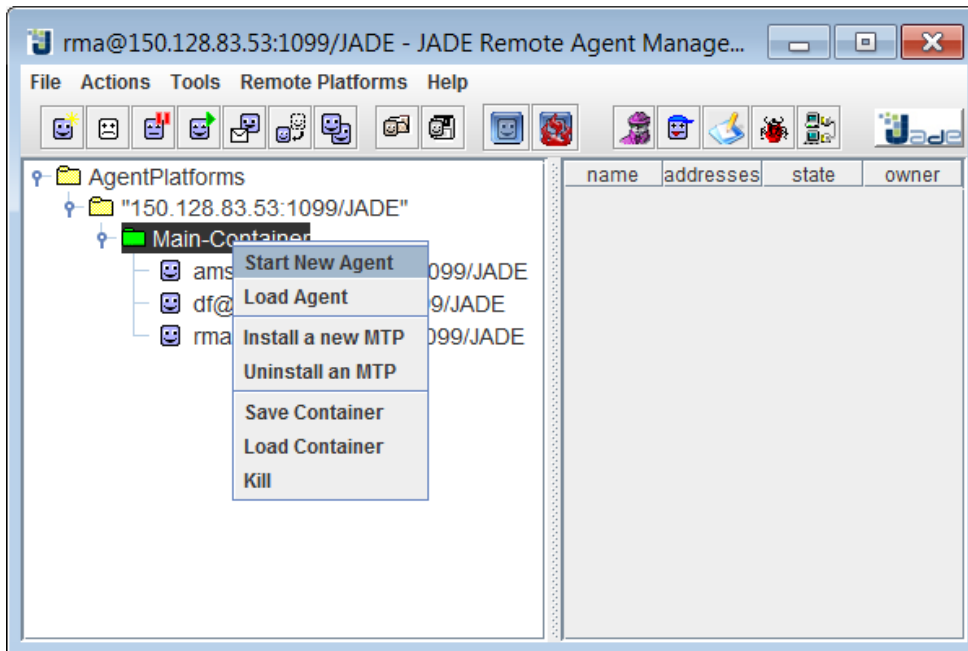 rma@150.128.83.53:1099/JADE - JADE Remote Agent Manage...
File Actions Tools Remote Platforms Help
Jade
AgentPlatforms
name addresses state owner
"150.128.83.53:1099/JADE"
Main-Container
Start New Agent
ams 099/JADE
Load Agent
df@ 9/JADE
Install a new MTP
rma 099/JADE
Uninstall an MTP
Save Container
Load Container
Kill